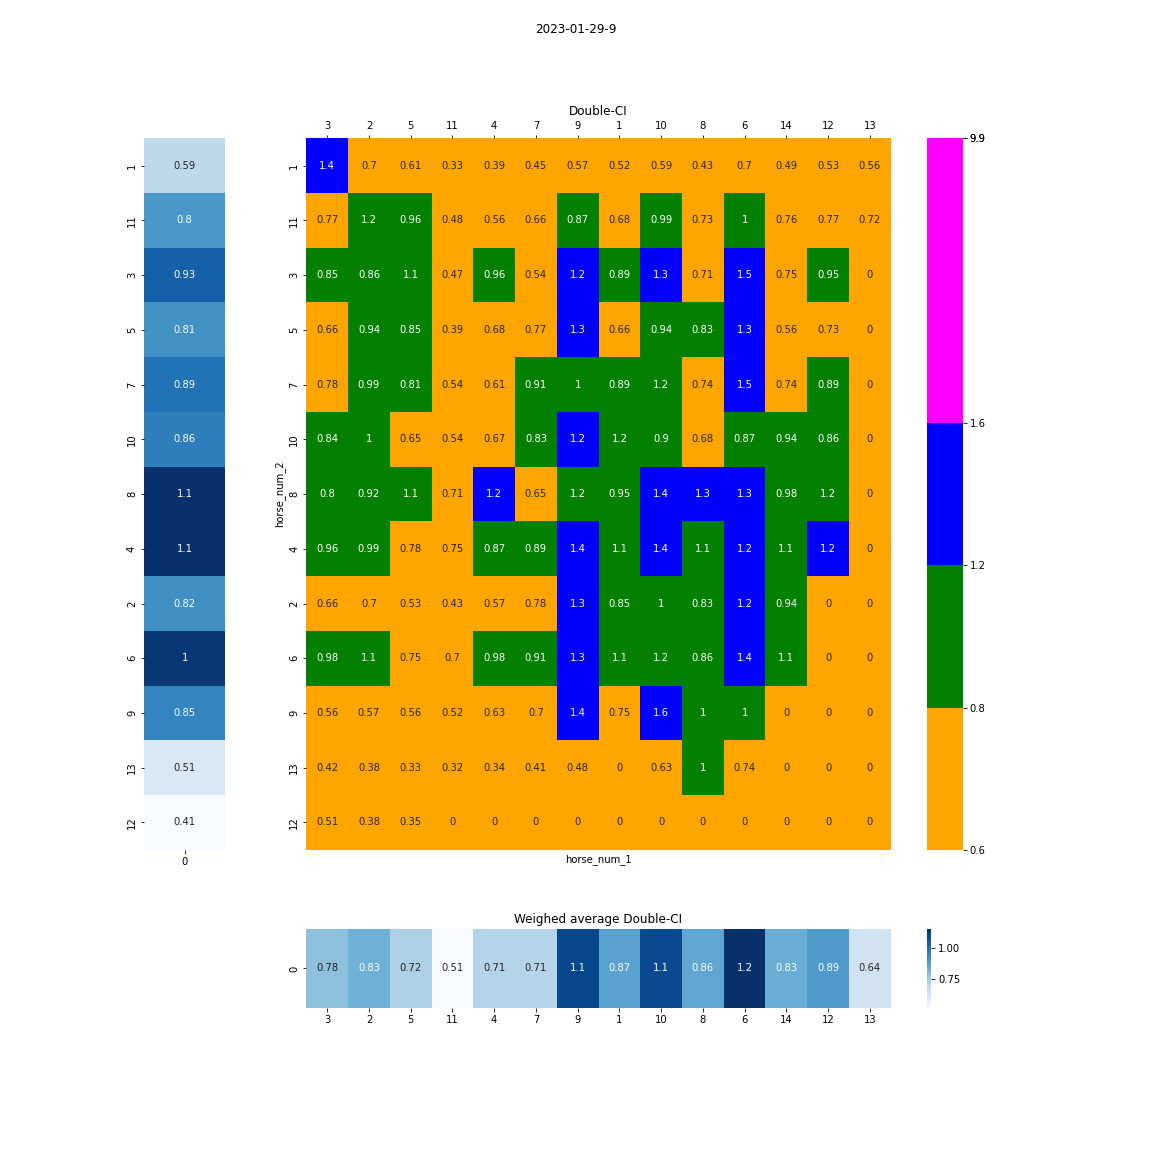 2023-01-29-9
Double-CI
3 2 5 11 4 7 9 1 10 8 6 14 12 13
1 0.59 1 1.4 0.7 0.61 0.33 0.39 0.45 0.57 0.52 0.59 0.43 0.7 0.49 0.53 0.56 9.9
11 0.8 11 0.77 1.2 0.96 0.48 0.56 0.66 0.87 0.68 0.99 0.73 1 0.76 0.77 0.72
3 0.93 3 0.85 0.86 1.1 0.47 0.96 0.54 1.2 0.89 1.3 0.71 1.5 0.75 0.95 0
5 0.81 5 0.66 0.94 0.85 0.39 0.68 0.77 1.3 0.66 0.94 0.83 1.3 0.56 0.73 0
7 0.89 7 0.78 0.99 0.81 0.54 0.61 0.91 1 0.89 1.2 0.74 1.5 0.74 0.89 0
10 0.86 10 0.84 1 0.65 0.54 0.67 0.83 1.2 1.2 0.9 0.68 0.87 0.94 0.86 0 1.6
horse_num_2
8 1.1 8 0.8 0.92 1.1 0.71 1.2 0.65 1.2 0.95 1.4 1.3 1.3 0.98 1.2 0
4 1.1 4 0.96 0.99 0.78 0.75 0.87 0.89 1.4 1.1 1.4 1.1 1.2 1.1 1.2 0 1.2
2 0.82 2 0.66 0.7 0.53 0.43 0.57 0.78 1.3 0.85 1 0.83 1.2 0.94 0 0
6 1 6 0.98 1.1 0.75 0.7 0.98 0.91 1.3 1.1 1.2 0.86 1.4 1.1 0 0
9 0.85 9 0.56 0.57 0.56 0.52 0.63 0.7 1.4 0.75 1.6 1 1 0 0 0 0.8
13 0.51 13 0.42 0.38 0.33 0.32 0.34 0.41 0.48 0 0.63 1 0.74 0 0 0
12 0.41 12 0.51 0.38 0.35 0 0 0 0 0 0 0 0 0 0 0
0.6
0 horse_num_1
Weighed average Double-CI
0 0.78 0.83 0.72 0.51 0.71 0.71 1.1 0.87 1.1 0.86 1.2 0.83 0.89 0.64
1.00
0.75
3 2 5 11 4 7 9 1 10 8 6 14 12 13